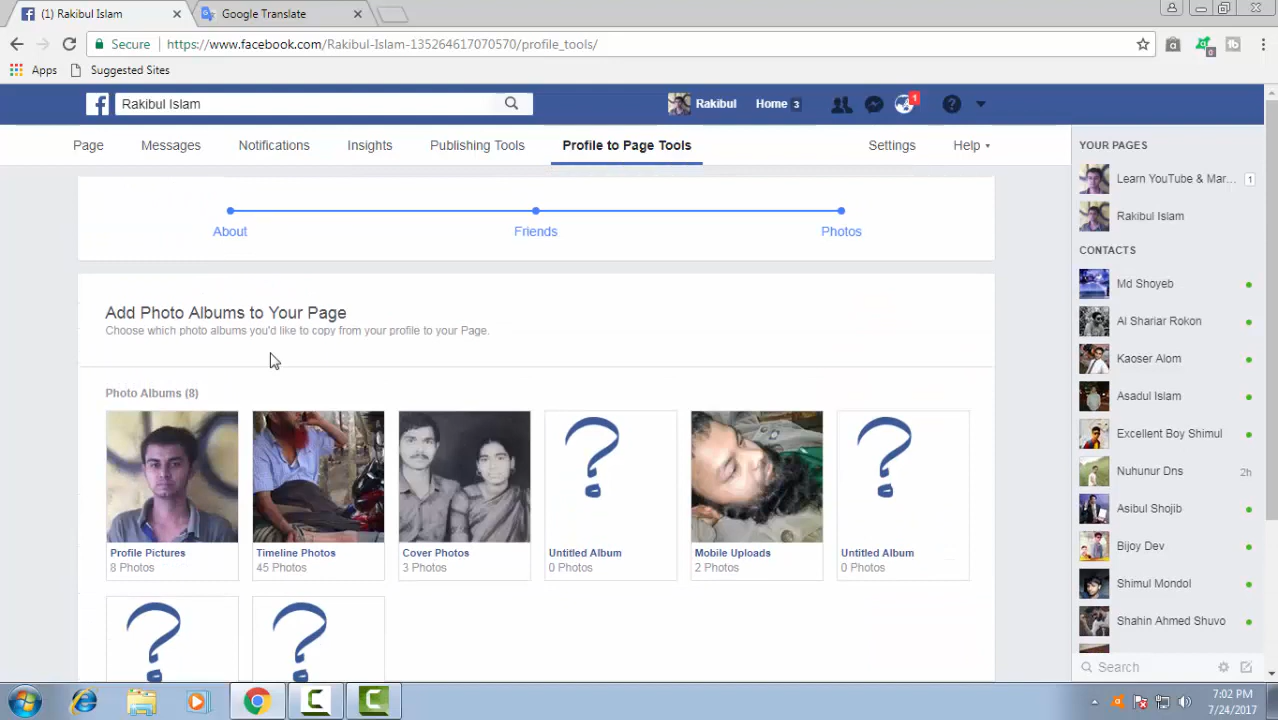 (1) Rakibul Islam
Google Translate
Secure https://www.facebook.com/Rakibul-Islam-135264617070570/profile_tools/
Apps Suggested Sites
Rakibul Islam
Rakibul Home 3 1
Page Messages Notifications Insights Publishing Tools Profile to Page Tools Settings Help
About Friends Photos
Add Photo Albums to Your Page
Choose which photo albums you'd like to copy from your profile to your Page.
Photo Albums (8)
Profile Pictures
8 Photos
Timeline Photos
45 Photos
Cover Photos
3 Photos
Untitled Album
0 Photos
Mobile Uploads
2 Photos
Untitled Album
0 Photos
YOUR PAGES
Learn YouTube & Mar... 1
Rakibul Islam
CONTACTS
Md Shoyeb
Al Shariar Rokon
Kaoser Alom
Asadul Islam
Excellent Boy Shimul
Nuhunur Dns 2h
Asibul Shojib
Bijoy Dev
Shimul Mondol
Shahin Ahmed Shuvo
Search
7:02 PM
7/24/2017